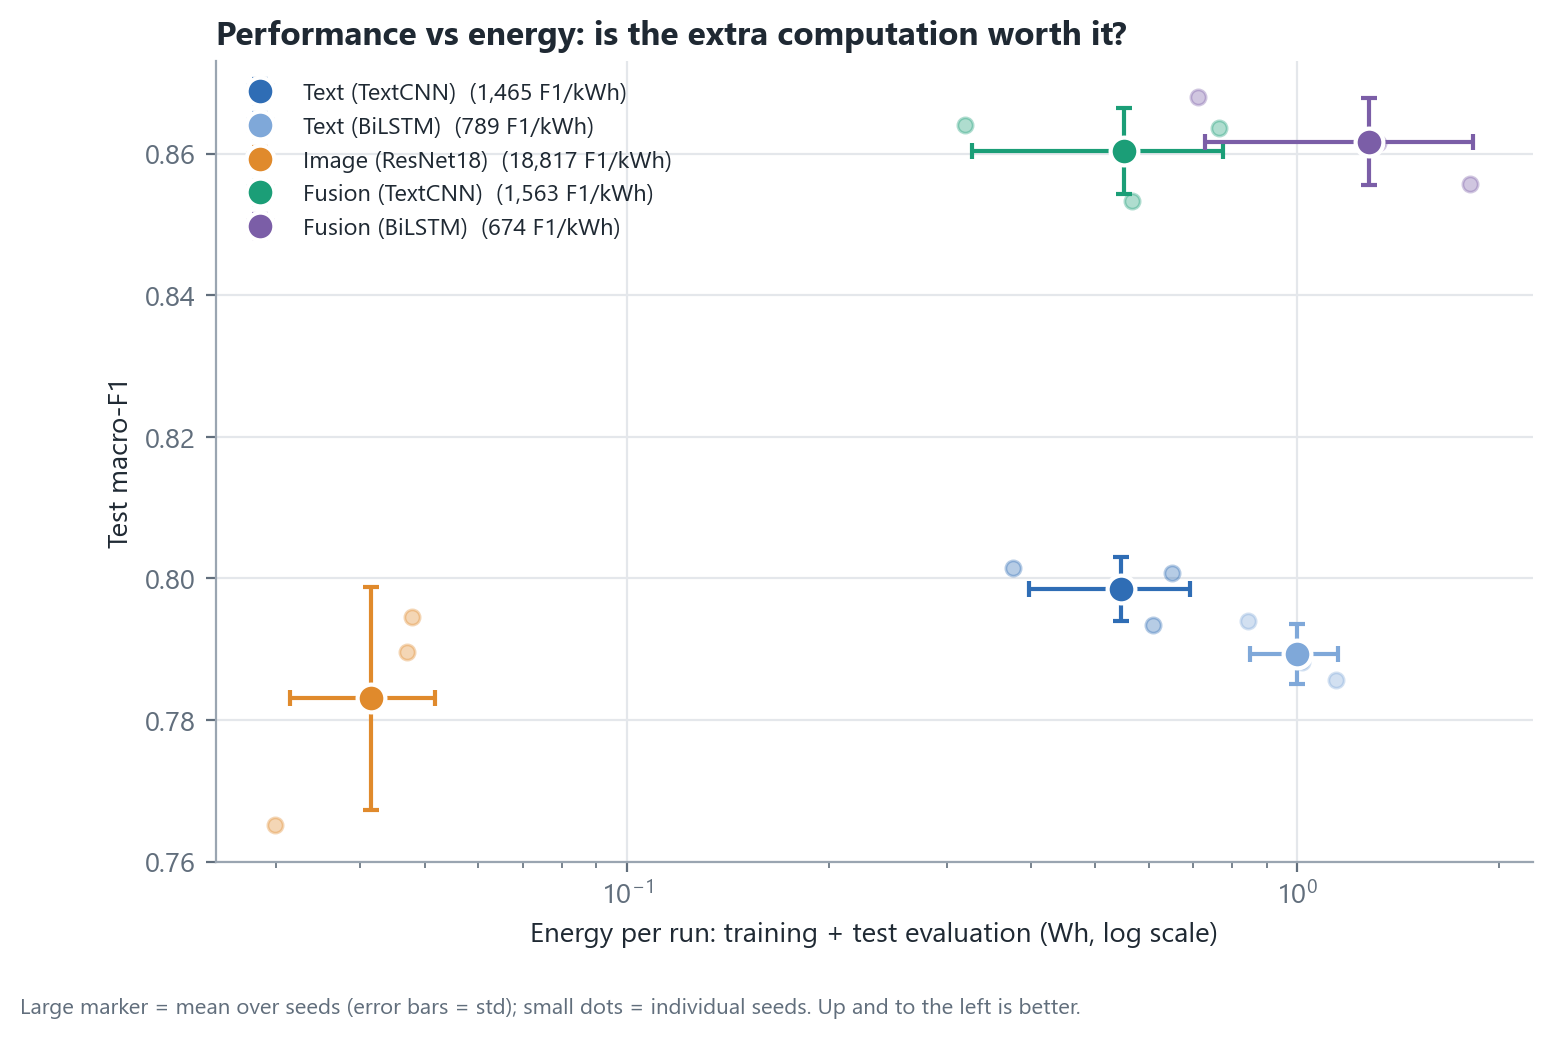 Performance vs energy: is the extra computation worth it?
Text (TextCNN) (1,465 F1/kWh)
Text (BiLSTM) (789 F1/kWh)
Image (ResNet18) (18,817 F1/kWh)
Fusion (TextCNN) (1,563 F1/kWh)
Fusion (BiLSTM) (674 F1/kWh)
0.86
0.84
0.82
0.80
0.78
0.76
Test macro-F1
10⁻¹
10⁰
Energy per run: training + test evaluation (Wh, log scale)
Large marker = mean over seeds (error bars = std); small dots = individual seeds. Up and to the left is better.